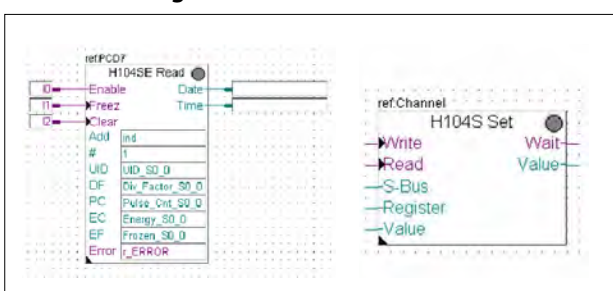 ref:PCD7
H104SE Read
I0 Enable Date
I1 Freez Time
I2 Clear
Add ind
# 1
UID UID_S0_0
DF Div_Factor_S0_0
PC Pulse_Cnt_S0_0
EC Energy_S0_0
EF Frozen_S0_0
Error r_ERROR
ref:Channel
H104S Set
Write Wait
Read Value
S-Bus
Register
Value